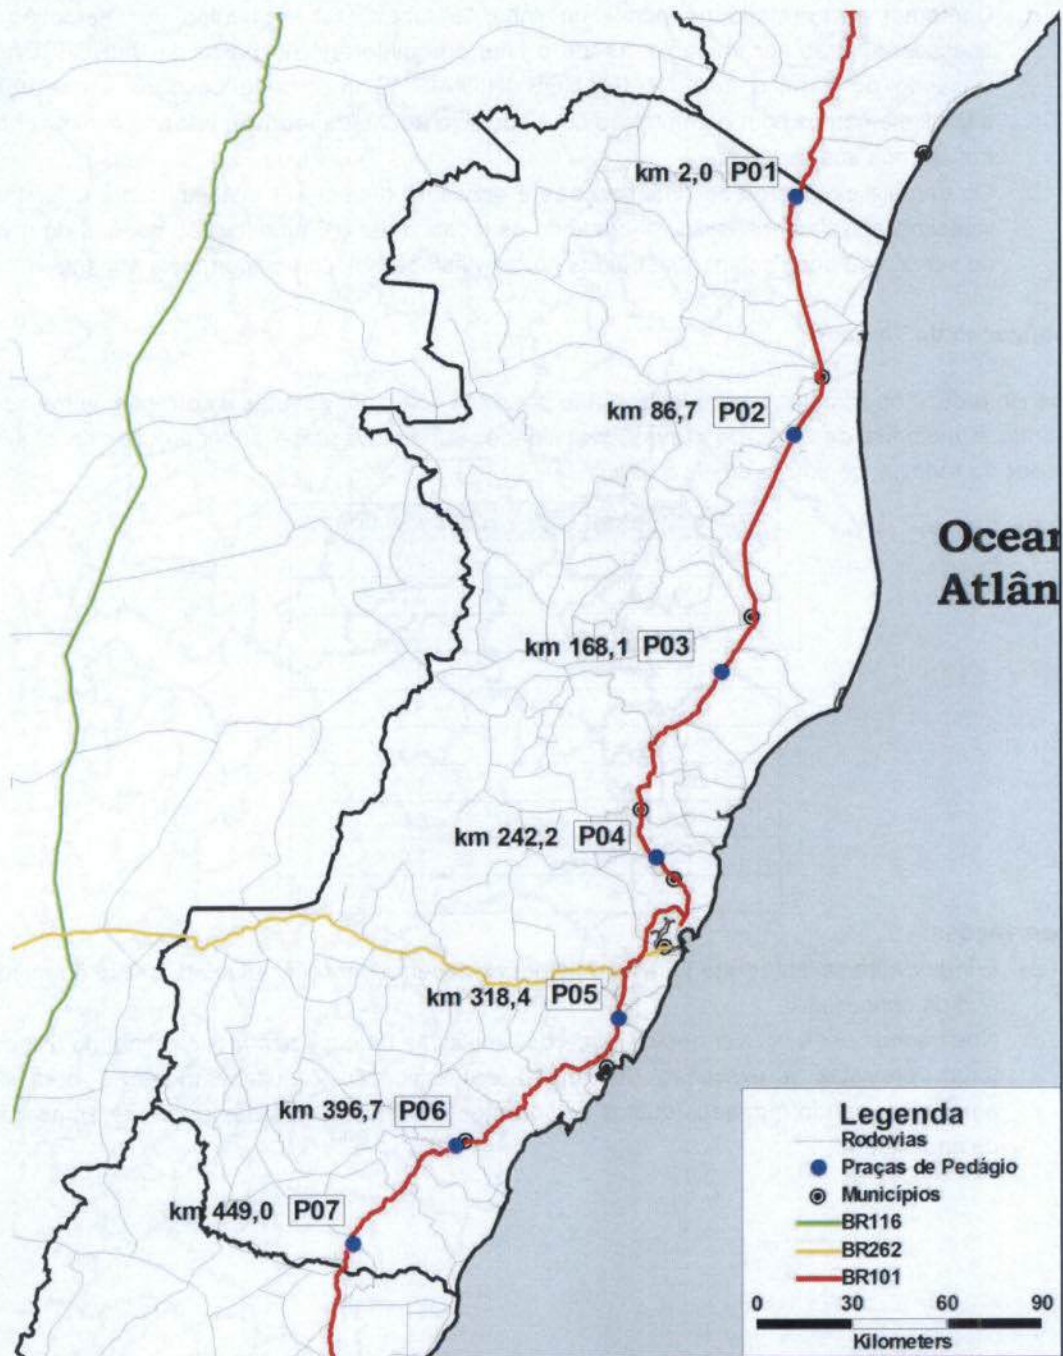 km 2,0 P01
km 86,7 P02
Ocean
Atlân
km 168,1 P03
km 242,2 P04
km 318,4 P05
km 396,7 P06
km 449,0 P07
Legenda
Rodovias
Praças de Pedágio
Municípios
BR116
BR262
BR101
0 30 60 90
Kilometers